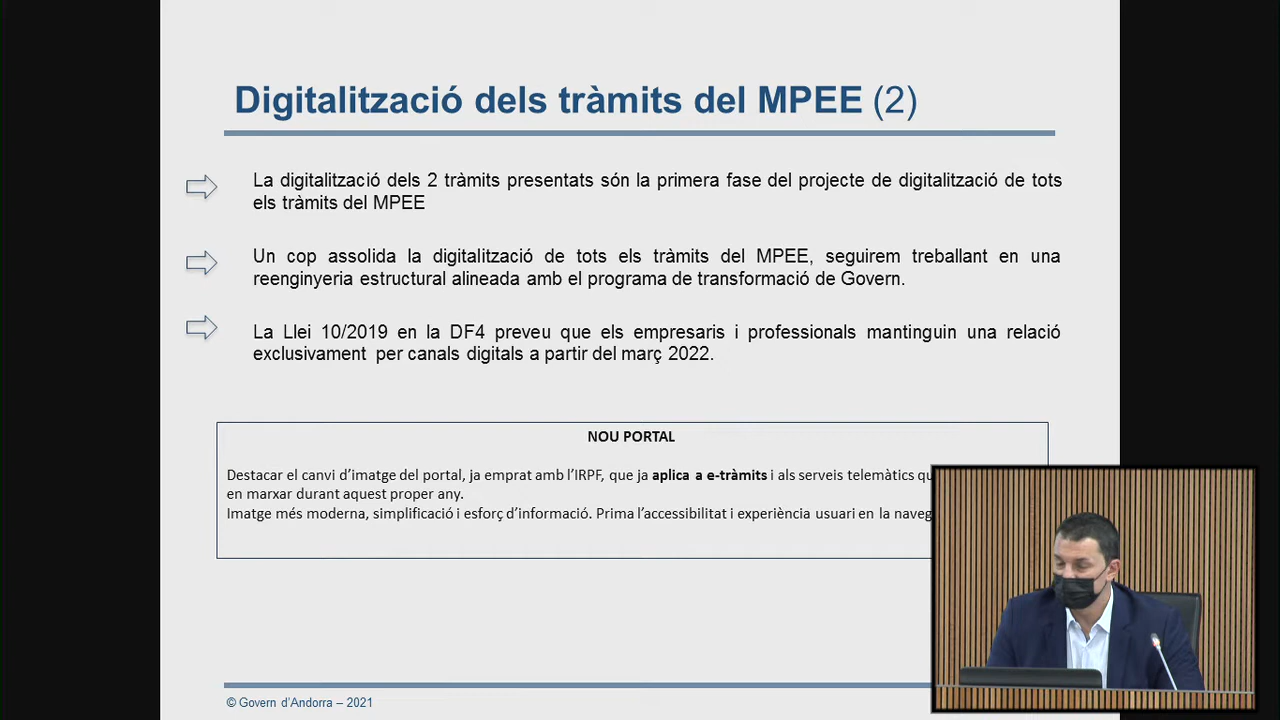 Digitalització dels tràmits del MPEE (2)
La digitalització dels 2 tràmits presentats són la primera fase del projecte de digitalització de tots
els tràmits del MPEE
Un cop assolida la digitalització de tots els tràmits del MPEE, seguirem treballant en una
reenginyeria estructural alineada amb el programa de transformació de Govern.
La Llei 10/2019 en la DF4 preveu que els empresaris i professionals mantinguin una relació
exclusivament per canals digitals a partir del març 2022.
NOU PORTAL
Destacar el canvi d’imatge del portal, ja emprat amb l’IRPF, que ja aplica a e-tràmits i als serveis telemàtics
en marxar durant aquest proper any.
Imatge més moderna, simplificació i esforç d’informació. Prima l’accessibilitat i experiència usuari en la
© Govern d’Andorra – 2021